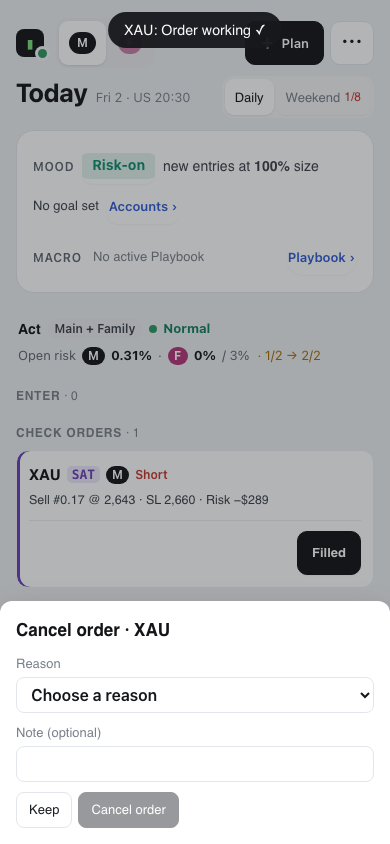 XAU: Order working ✓
M
Plan
Today Fri 2 · US 20:30
Daily Weekend 1/8
MOOD Risk-on new entries at 100% size
No goal set Accounts ›
MACRO No active Playbook Playbook ›
Act Main + Family Normal
Open risk M 0.31% · F 0% / 3% · 1/2 → 2/2
ENTER · 0
CHECK ORDERS · 1
XAU SAT M Short
Sell #0.17 @ 2,643 · SL 2,660 · Risk −$289
Filled
Cancel order · XAU
Reason
Choose a reason
Note (optional)
Keep Cancel order